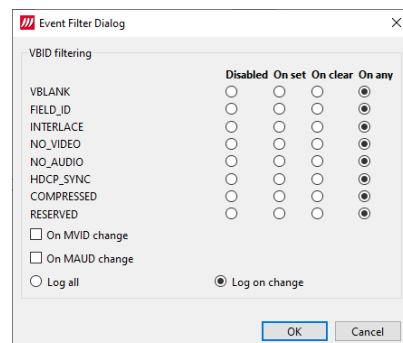 Event Filter Dialog
VBID filtering
Disabled On set On clear On any
VBLANK
FIELD_ID
INTERLACE
NO_VIDEO
NO_AUDIO
HDCP_SYNC
COMPRESSED
RESERVED
On MVID change
On MAUD change
Log all Log on change
OK Cancel